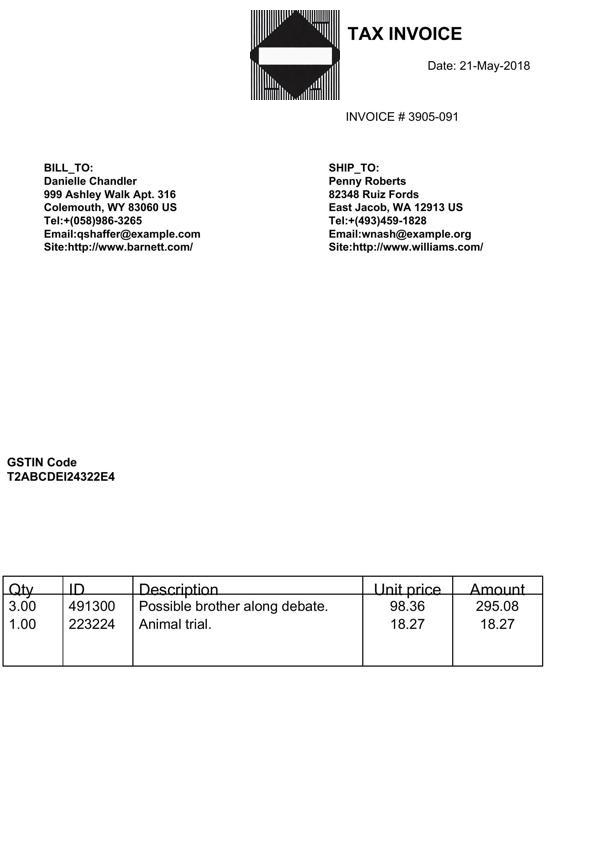 TAX INVOICE
Date: 21-May-2018
INVOICE # 3905-091
BILL_TO:
Danielle Chandler
999 Ashley Walk Apt. 316
Colemouth, WY 83060 US
Tel:+(058)986-3265
Email:qshaffer@example.com
Site:http://www.barnett.com/
SHIP_TO:
Penny Roberts
82348 Ruiz Fords
East Jacob, WA 12913 US
Tel:+(493)459-1828
Email:wnash@example.org
Site:http://www.williams.com/
GSTIN Code
T2ABCDEI24322E4
Qty ID Description Unit price Amount
3.00 491300 Possible brother along debate. 98.36 295.08
1.00 223224 Animal trial. 18.27 18.27